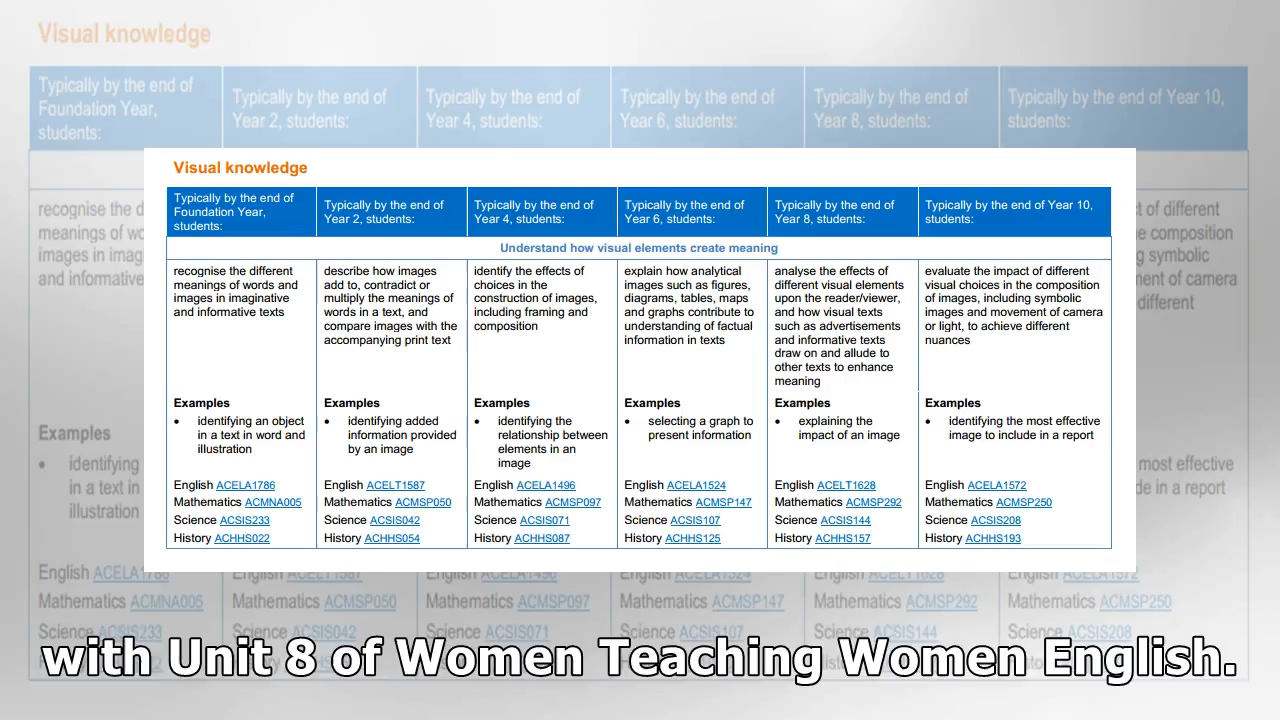 Visual knowledge
Typically by the end of
Foundation Year,
students:
Typically by the end of
Year 2, students:
Typically by the end of
Year 4, students:
Typically by the end of
Year 6, students:
Typically by the end of
Year 8, students:
Typically by the end of Year 10,
students:
Understand how visual elements create meaning
recognise the different
meanings of words and
images in imaginative
and informative texts
describe how images
add to, contradict or
multiply the meanings of
words in a text, and
compare images with the
accompanying print text
identify the effects of
choices in the
construction of images,
including framing and
composition
explain how analytical
images such as figures,
diagrams, tables, maps
and graphs contribute to
understanding of factual
information in texts
analyse the effects of
different visual elements
upon the reader/viewer,
and how visual texts
such as advertisements
and informative texts
draw on and allude to
other texts to enhance
meaning
evaluate the impact of different
visual choices in the composition
of images, including symbolic
images and movement of camera
or light, to achieve different
nuances
Examples
• identifying an object
in a text in word and
illustration
Examples
• identifying added
information provided
by an image
Examples
• identifying the
relationship between
elements in an
image
Examples
• selecting a graph to
present information
Examples
• explaining the
impact of an image
Examples
• identifying the most effective
image to include in a report
English ACELA1786
Mathematics ACMNA005
Science ACSIS233
History ACHHS022
English ACELT1587
Mathematics ACMSP050
Science ACSIS042
History ACHHS054
English ACELA1496
Mathematics ACMSP097
Science ACSIS071
History ACHHS087
English ACELA1524
Mathematics ACMSP147
Science ACSIS107
History ACHHS125
English ACELT1628
Mathematics ACMSP292
Science ACSIS144
History ACHHS157
English ACELA1572
Mathematics ACMSP250
Science ACSIS208
History ACHHS193
with Unit 8 of Women Teaching Women English.